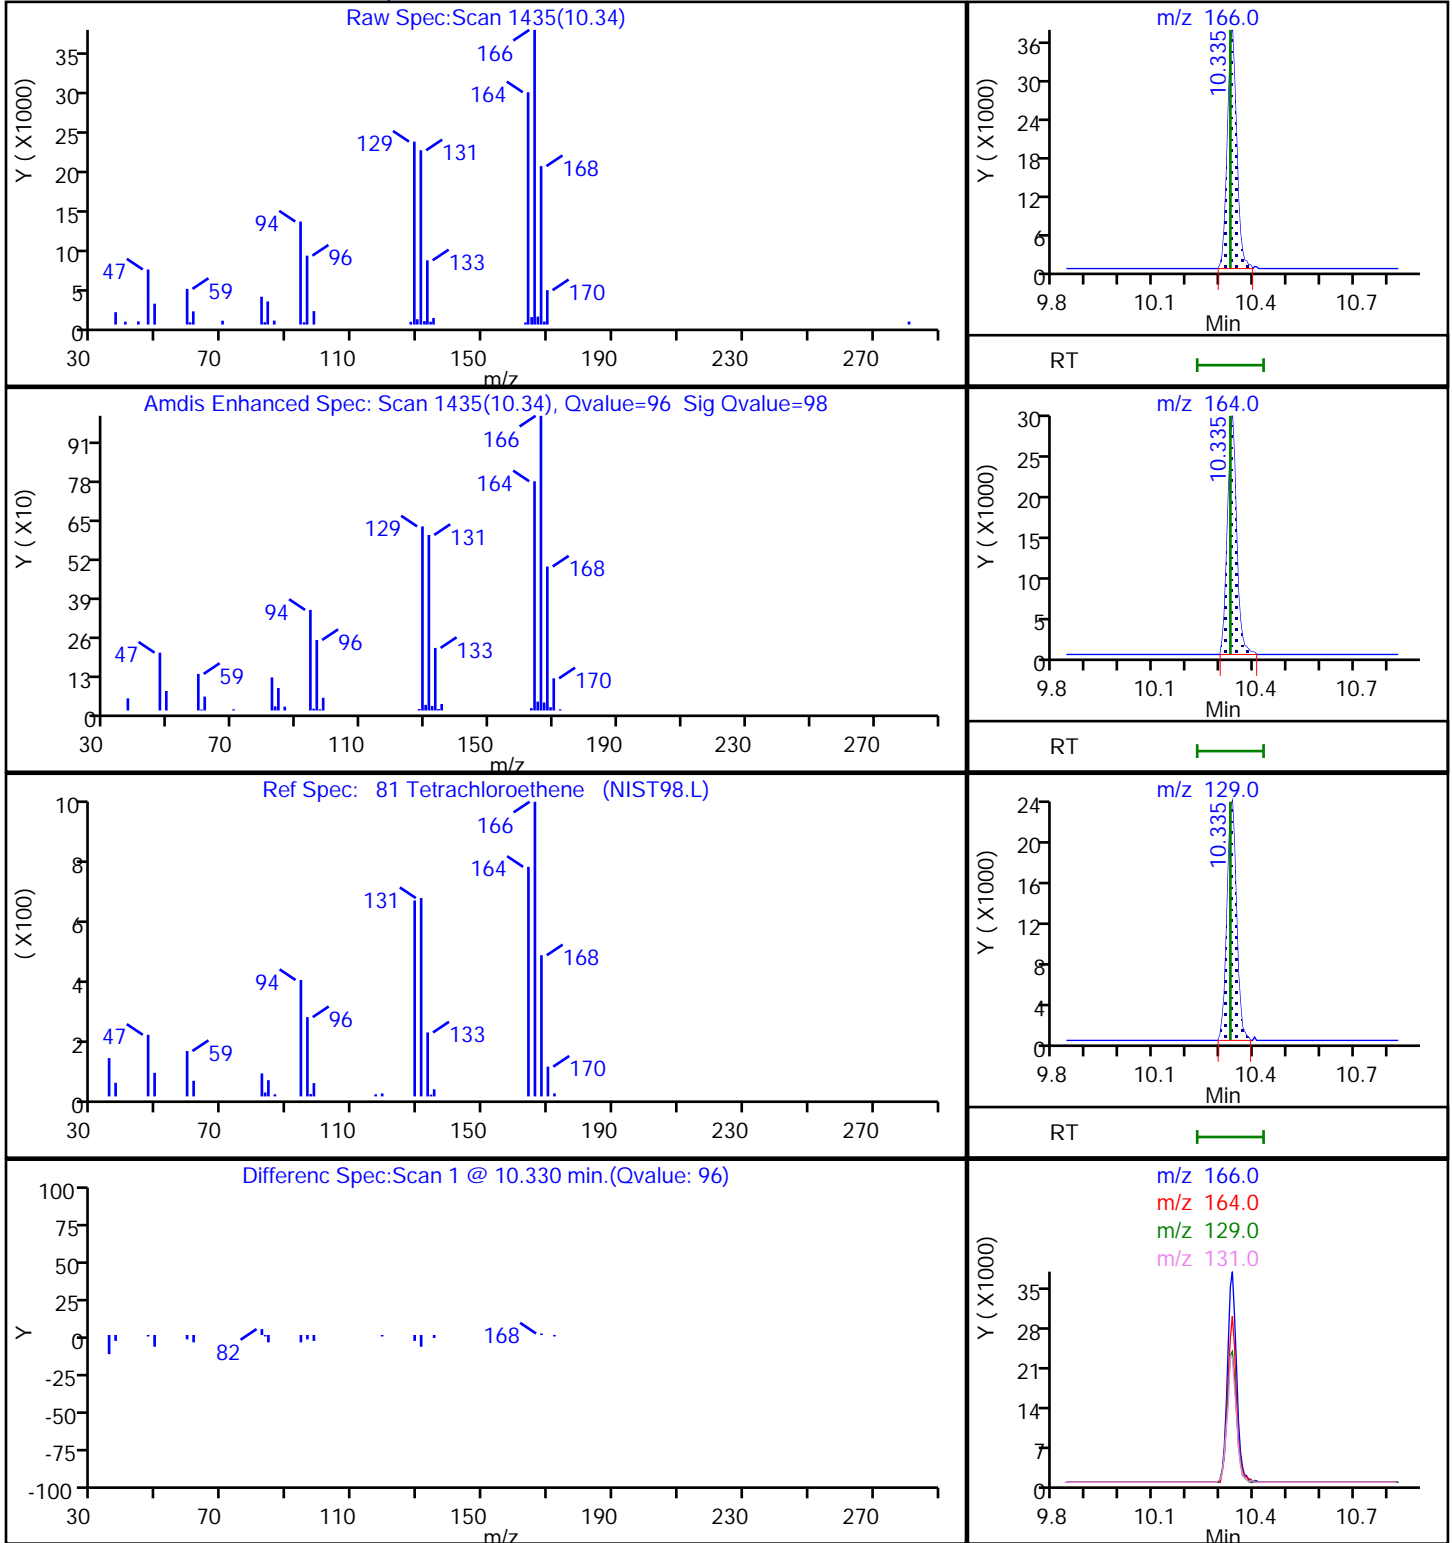 Raw Spec:Scan 1435(10.34)
Y ( X1000)
35
30
25
20
15
10
5
0
166
164
129
131
168
94
96
133
47
59
170
30 70 110 150 190 230 270
m/z
m/z 166.0
Y ( X1000)
36
30
24
18
12
6
0
10.335
9.8 10.1 10.4 10.7
Min
RT
Amdis Enhanced Spec: Scan 1435(10.34), Qvalue=96 Sig Qvalue=98
Y ( X10)
91
78
65
52
39
26
13
0
166
164
129
131
168
94
96
133
47
59
170
30 70 110 150 190 230 270
m/z
m/z 164.0
Y ( X1000)
30
25
20
15
10
5
0
10.335
9.8 10.1 10.4 10.7
Min
RT
Ref Spec: 81 Tetrachloroethene (NIST98.L)
( X100)
10
8
6
4
2
0
166
164
131
168
94
96
133
47
59
170
30 70 110 150 190 230 270
m/z 129.0
Y ( X1000)
24
20
16
12
8
4
0
10.335
9.8 10.1 10.4 10.7
Min
RT
Differenc Spec:Scan 1 @ 10.330 min.(Qvalue: 96)
Y
100
75
50
25
0
-25
-50
-75
-100
82
168
30 70 110 150 190 230 270
m/z
m/z 166.0
m/z 164.0
m/z 129.0
m/z 131.0
Y ( X1000)
35
28
21
14
7
0
9.8 10.1 10.4 10.7
Min